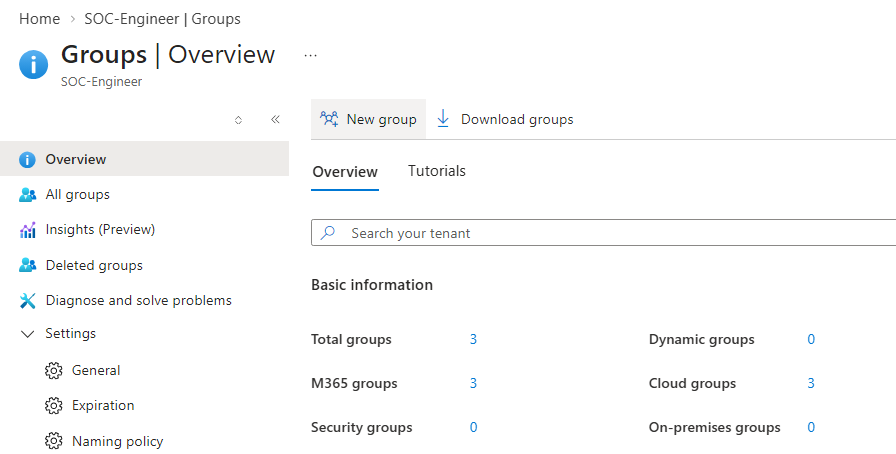 Home > SOC-Engineer | Groups
Groups | Overview ...
SOC-Engineer
New group
Download groups
Overview
All groups
Insights (Preview)
Deleted groups
Diagnose and solve problems
Settings
General
Expiration
Naming policy
Overview Tutorials
Search your tenant
Basic information
Total groups 3 Dynamic groups 0
M365 groups 3 Cloud groups 3
Security groups 0 On-premises groups 0